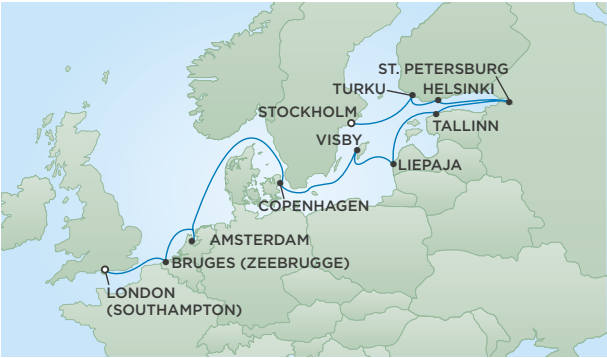 ST. PETERSBURG
TURKU
HELSINKI
STOCKHOLM
TALLINN
VISBY
LIEPAJA
COPENHAGEN
AMSTERDAM
BRUGES (ZEEBRUGGE)
LONDON
(SOUTHAMPTON)